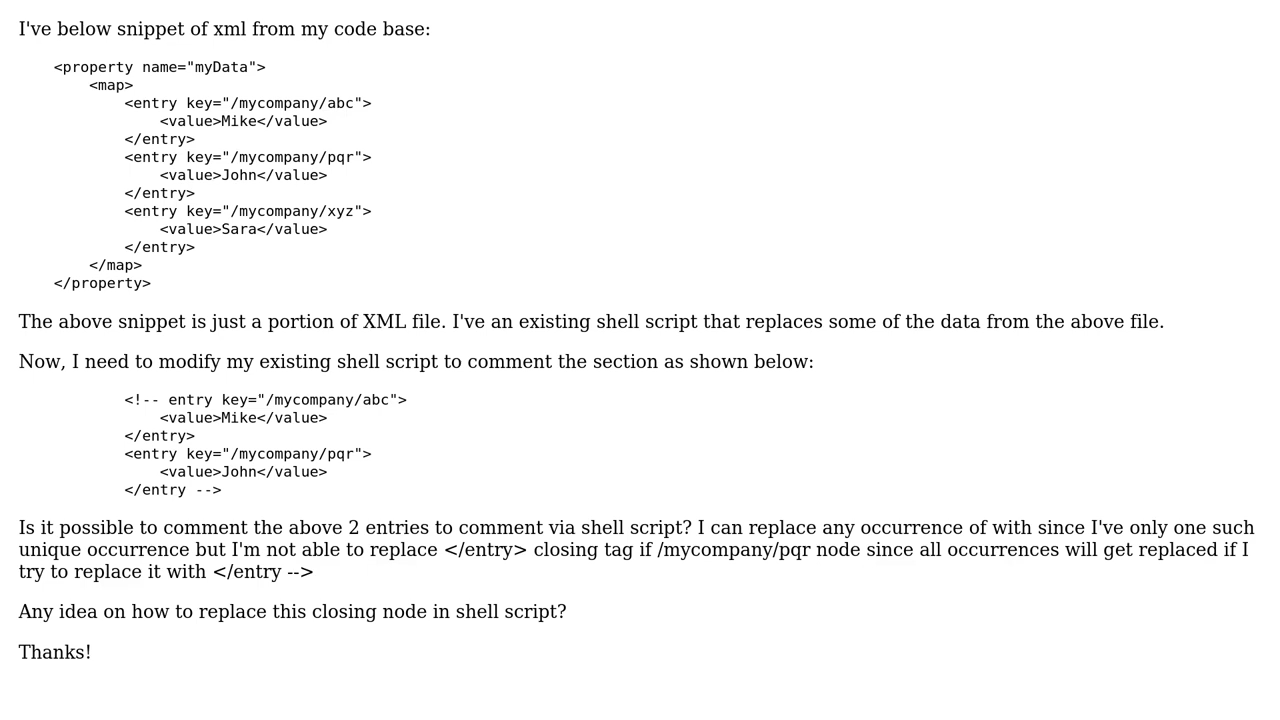 I've below snippet of xml from my code base:
<property name="myData">
<map>
<entry key="/mycompany/abc">
<value>Mike</value>
</entry>
<entry key="/mycompany/pqr">
<value>John</value>
</entry>
<entry key="/mycompany/xyz">
<value>Sara</value>
</entry>
</map>
</property>
The above snippet is just a portion of XML file. I've an existing shell script that replaces some of the data from the above file.
Now, I need to modify my existing shell script to comment the section as shown below:
<!-- entry key="/mycompany/abc">
<value>Mike</value>
</entry>
<entry key="/mycompany/pqr">
<value>John</value>
</entry -->
Is it possible to comment the above 2 entries to comment via shell script? I can replace any occurrence of with since I've only one such
unique occurrence but I'm not able to replace </entry> closing tag if /mycompany/pqr node since all occurrences will get replaced if I
try to replace it with </entry -->
Any idea on how to replace this closing node in shell script?
Thanks!